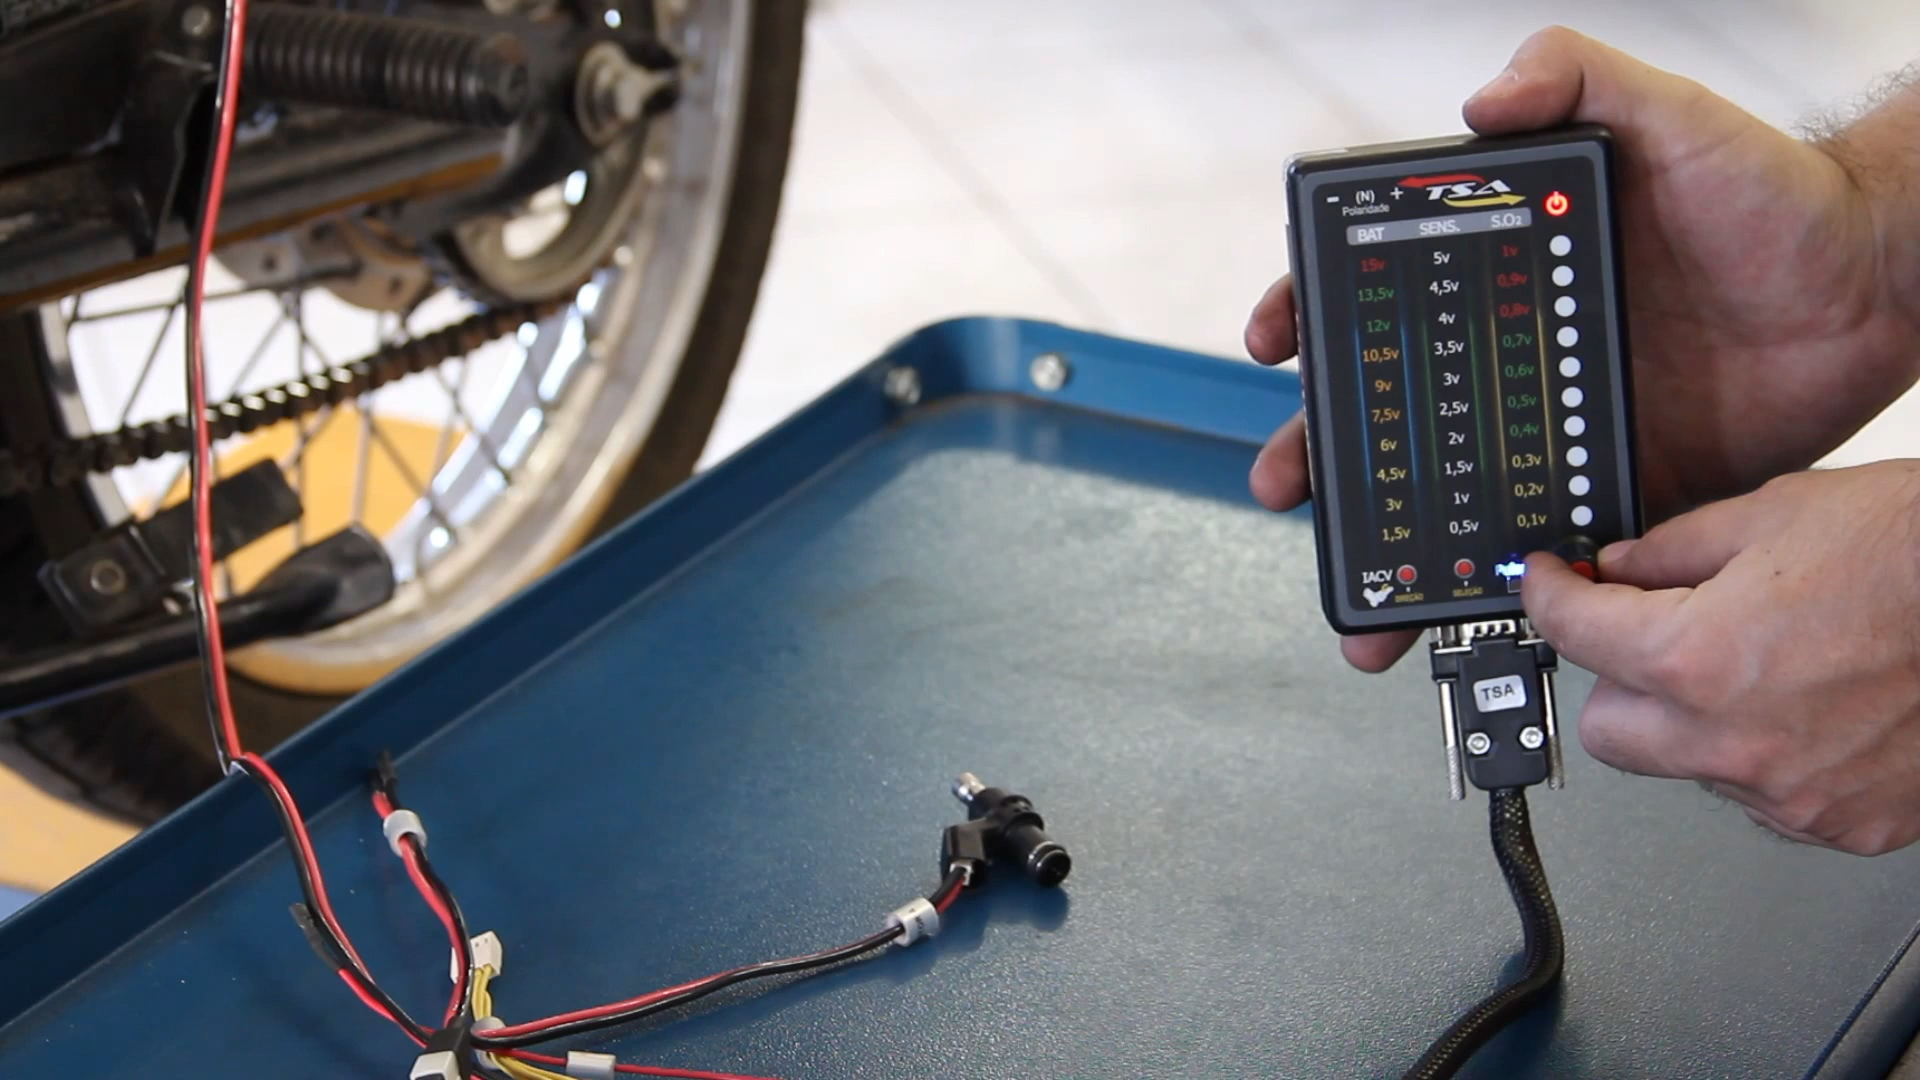 - (N) + TSA
Polaridade
BAT SENS. S.O₂
15v 5v 1v
13,5v 4,5v 0,9v
12v 4v 0,8v
10,5v 3,5v 0,7v
9v 3v 0,6v
7,5v 2,5v 0,5v
6v 2v 0,4v
4,5v 1,5v 0,3v
3v 1v 0,2v
1,5v 0,5v 0,1v
IACV
DIREÇÃO SELEÇÃO
TSA